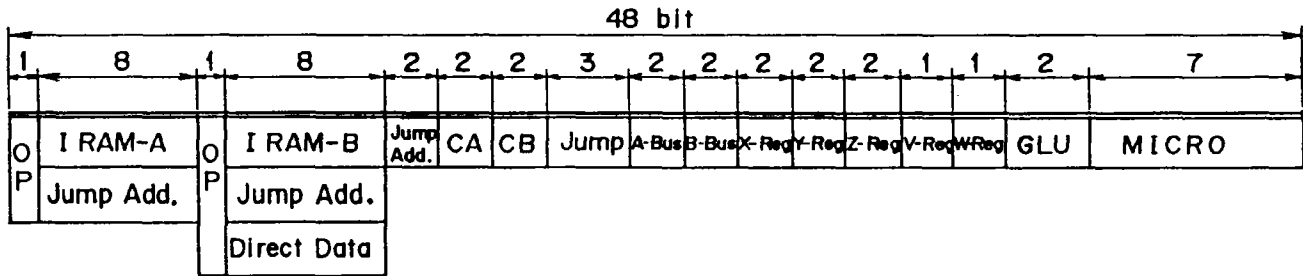 48 bit
1 8 1 8 2 2 2 3 2 2 2 2 2 1 1 2 7
OP I RAM-A OP I RAM-B Jump Add. CA CB Jump A-Bus B-Bus X-Reg Y-Reg Z-Reg V-Reg W-Reg GLU MICRO
Jump Add. Jump Add.
Direct Data